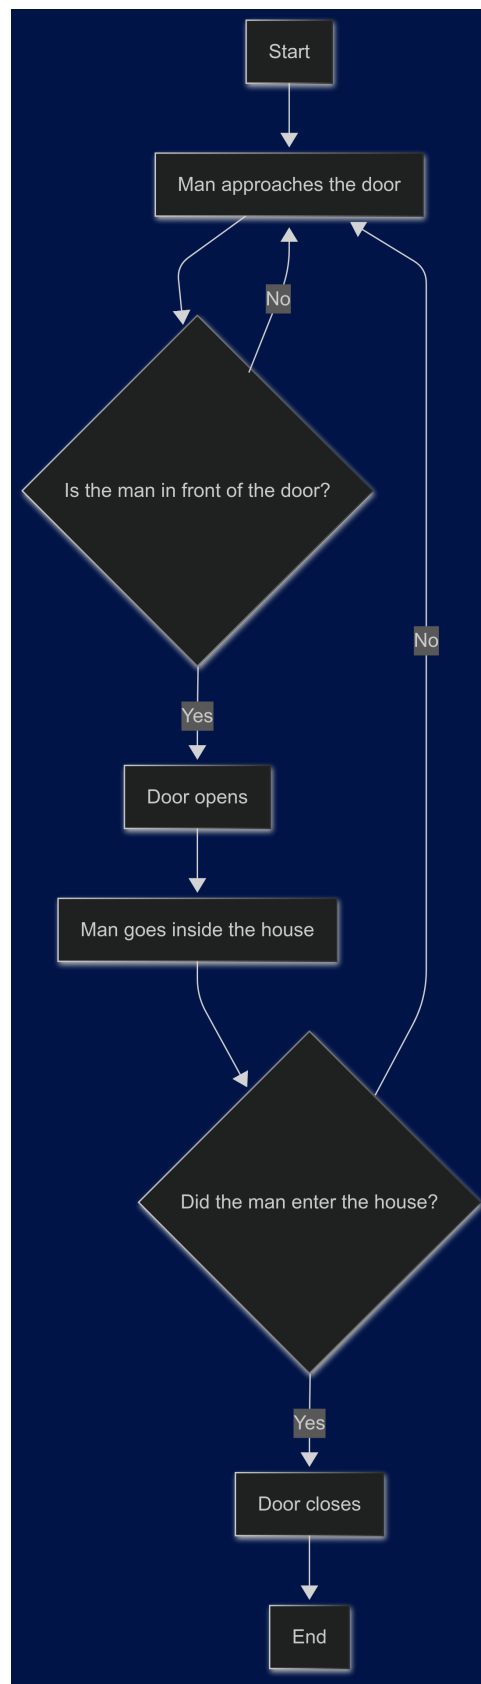 Start
Man approaches the door
No
Is the man in front of the door?
No
Yes
Door opens
Man goes inside the house
Did the man enter the house?
Yes
Door closes
End